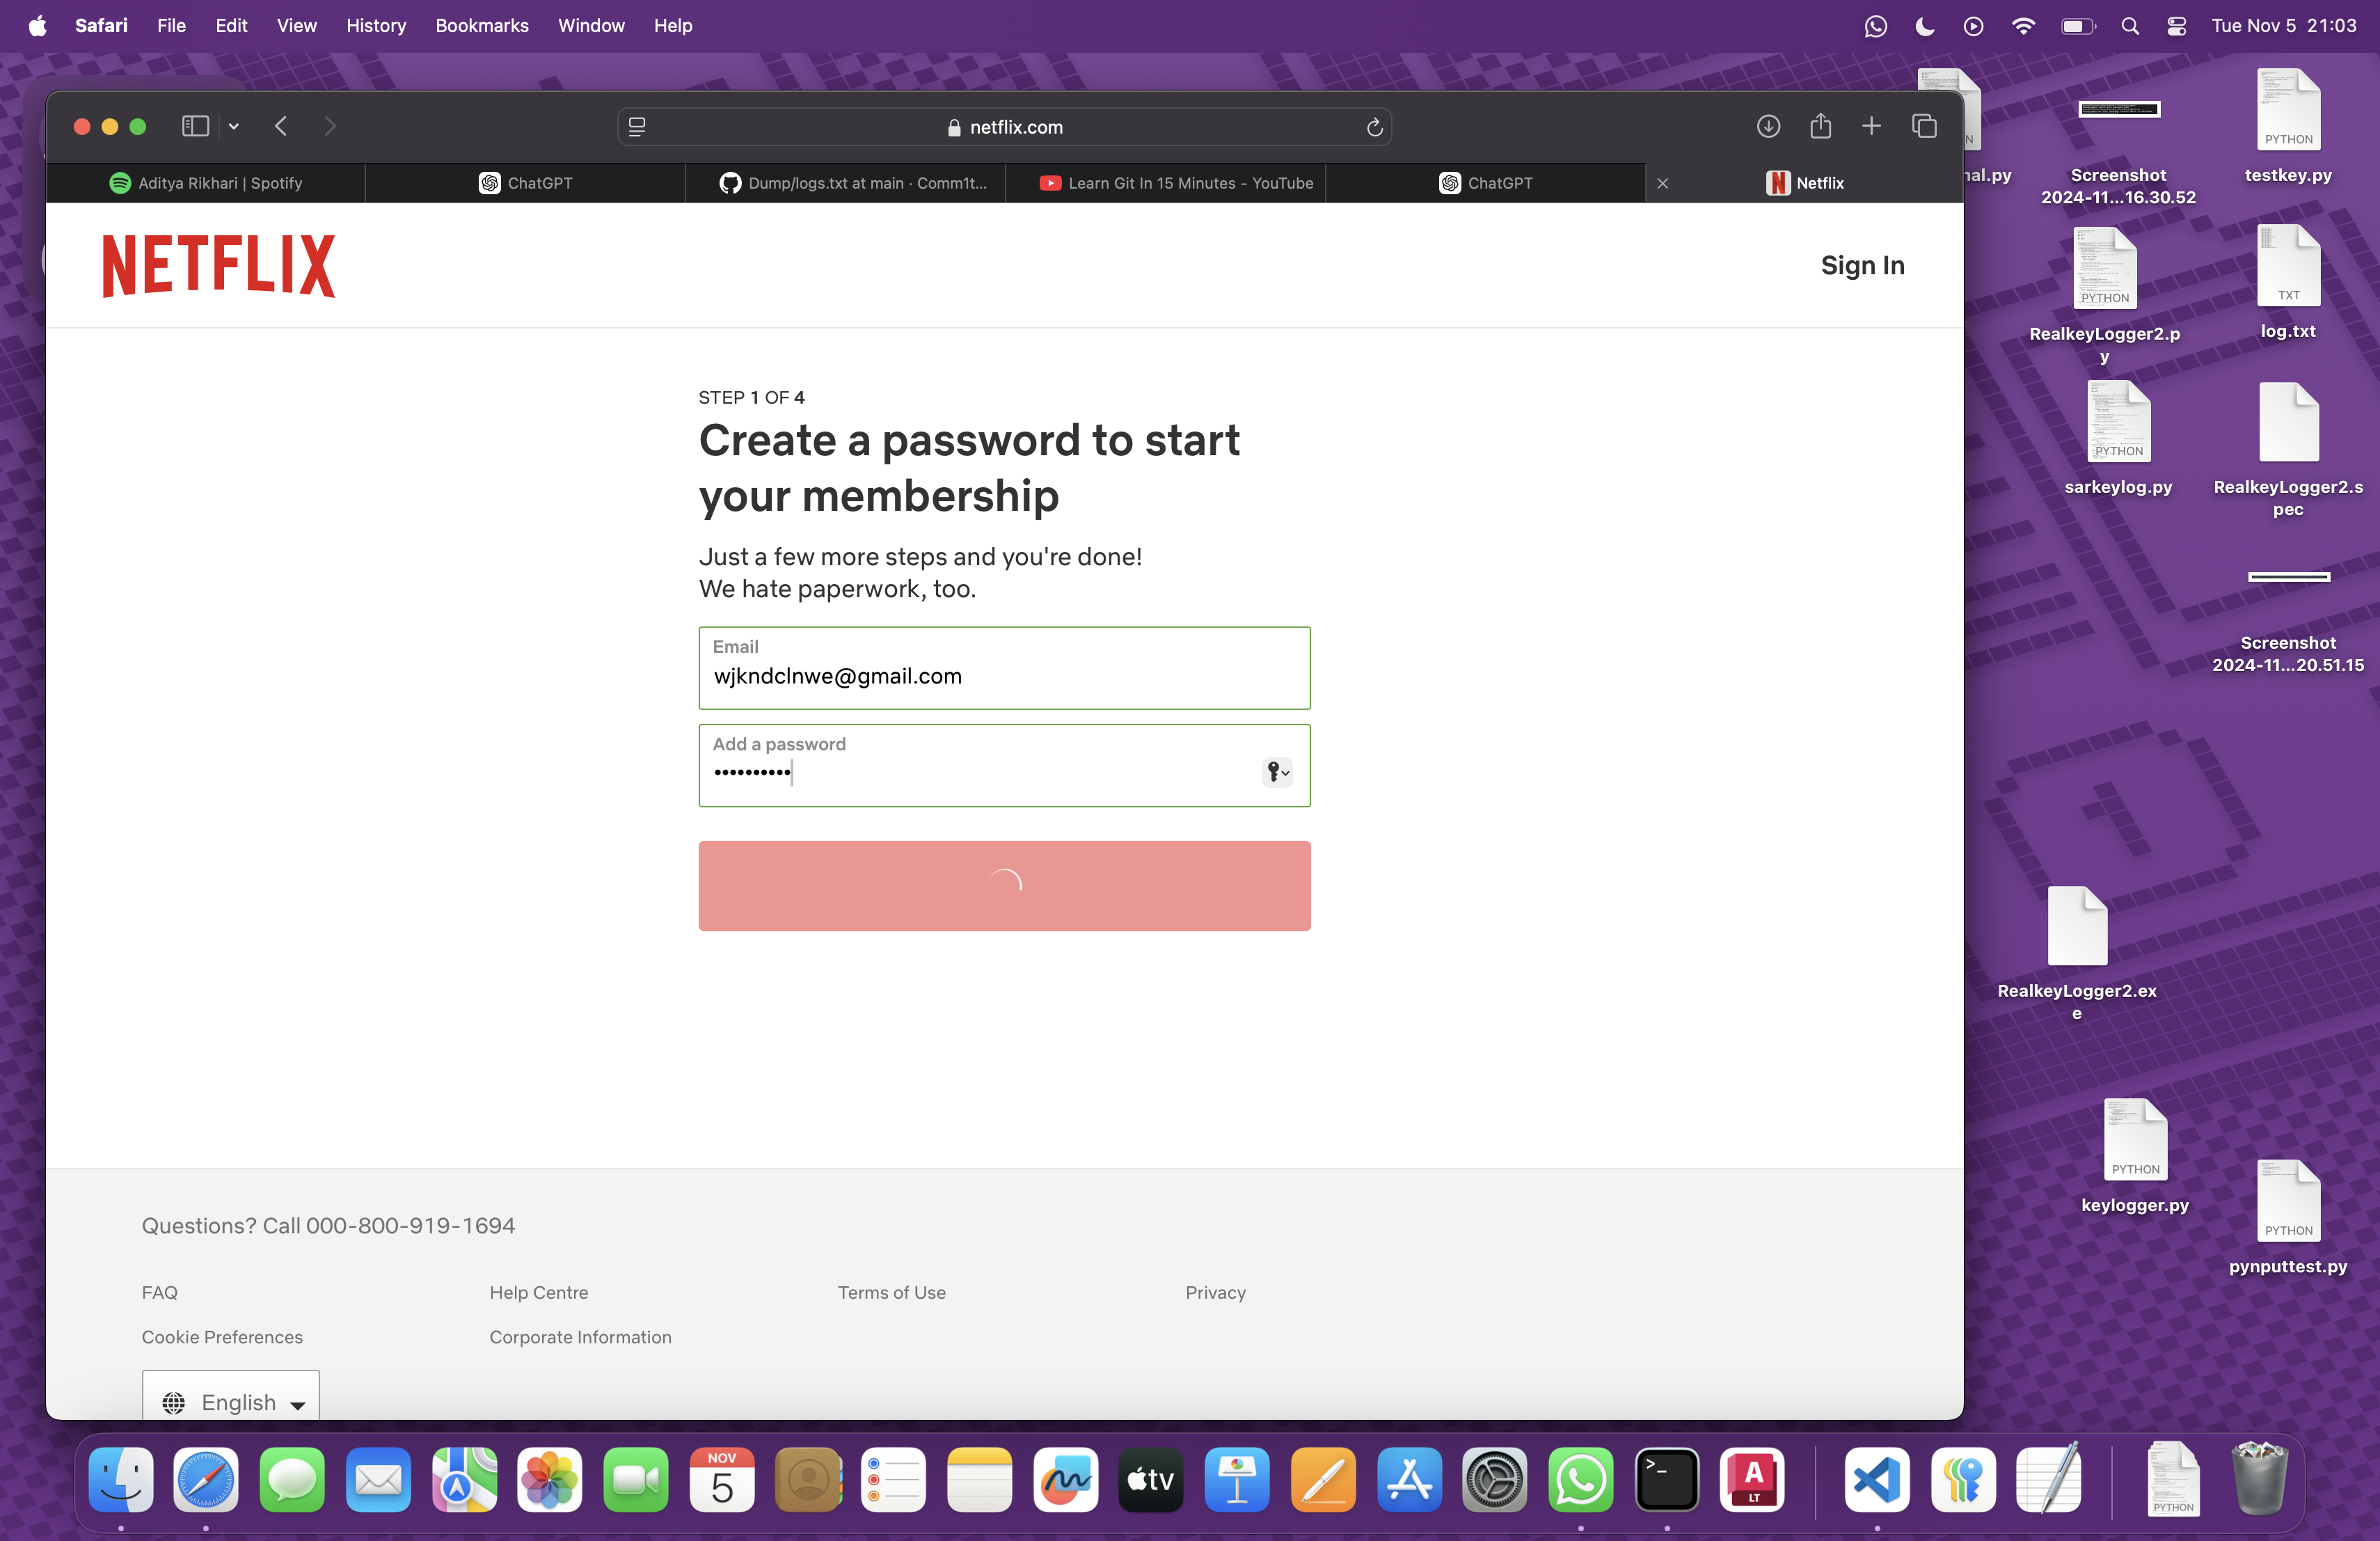 Safari File Edit View History Bookmarks Window Help Tue Nov 5 21:03
netflix.com
Aditya Rikhari | Spotify ChatGPT Dump/logs.txt at main · Comm1t... Learn Git In 15 Minutes - YouTube ChatGPT Netflix
NETFLIX
Sign In
STEP 1 OF 4
Create a password to start
your membership
Just a few more steps and you're done!
We hate paperwork, too.
Email
wjkndclnwe@gmail.com
Add a password
••••••••••
Questions? Call 000-800-919-1694
FAQ Help Centre Terms of Use Privacy
Cookie Preferences Corporate Information
English
N
nal.py
Screenshot
2024-11...16.30.52
PYTHON
testkey.py
PYTHON
RealkeyLogger2.p
y
TXT
log.txt
PYTHON
sarkeylog.py
RealkeyLogger2.s
pec
Screenshot
2024-11...20.51.15
RealkeyLogger2.ex
e
PYTHON
keylogger.py
PYTHON
pynputtest.py
NOV
5
tv
>_
A
LT
PYTHON